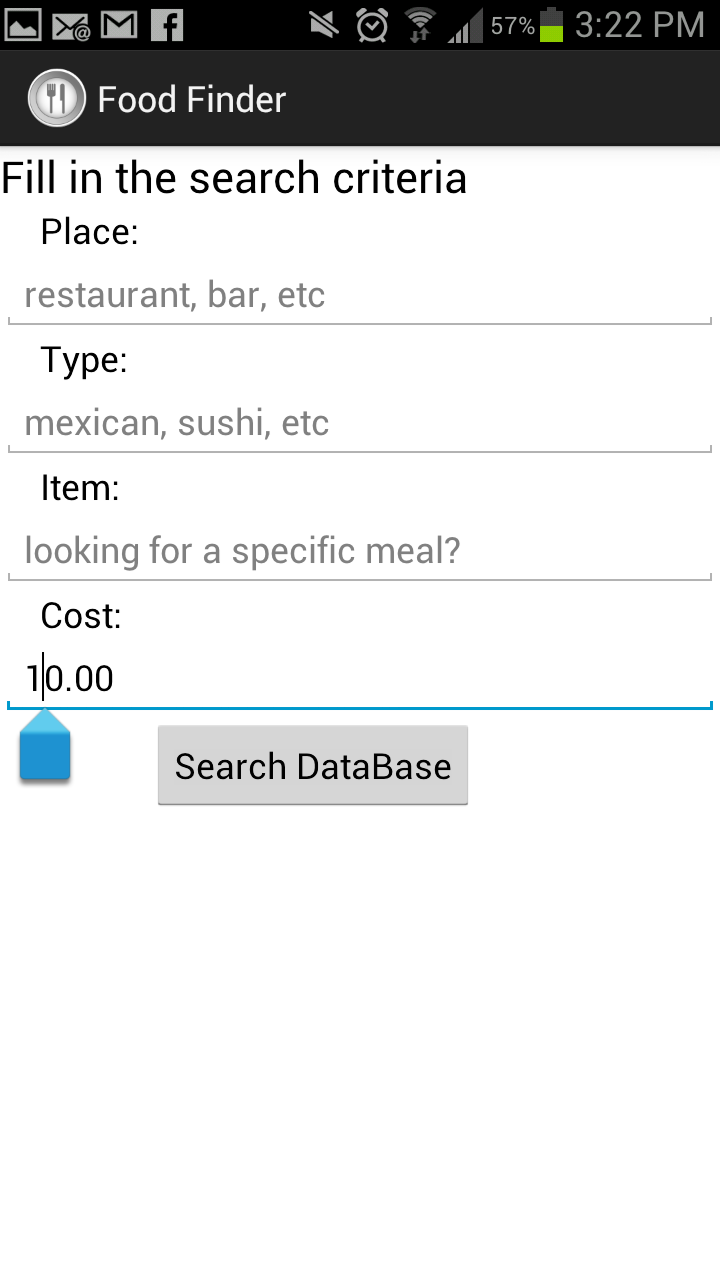 57% 3:22 PM
Food Finder
Fill in the search criteria
Place:
restaurant, bar, etc
Type:
mexican, sushi, etc
Item:
looking for a specific meal?
Cost:
10.00
Search DataBase